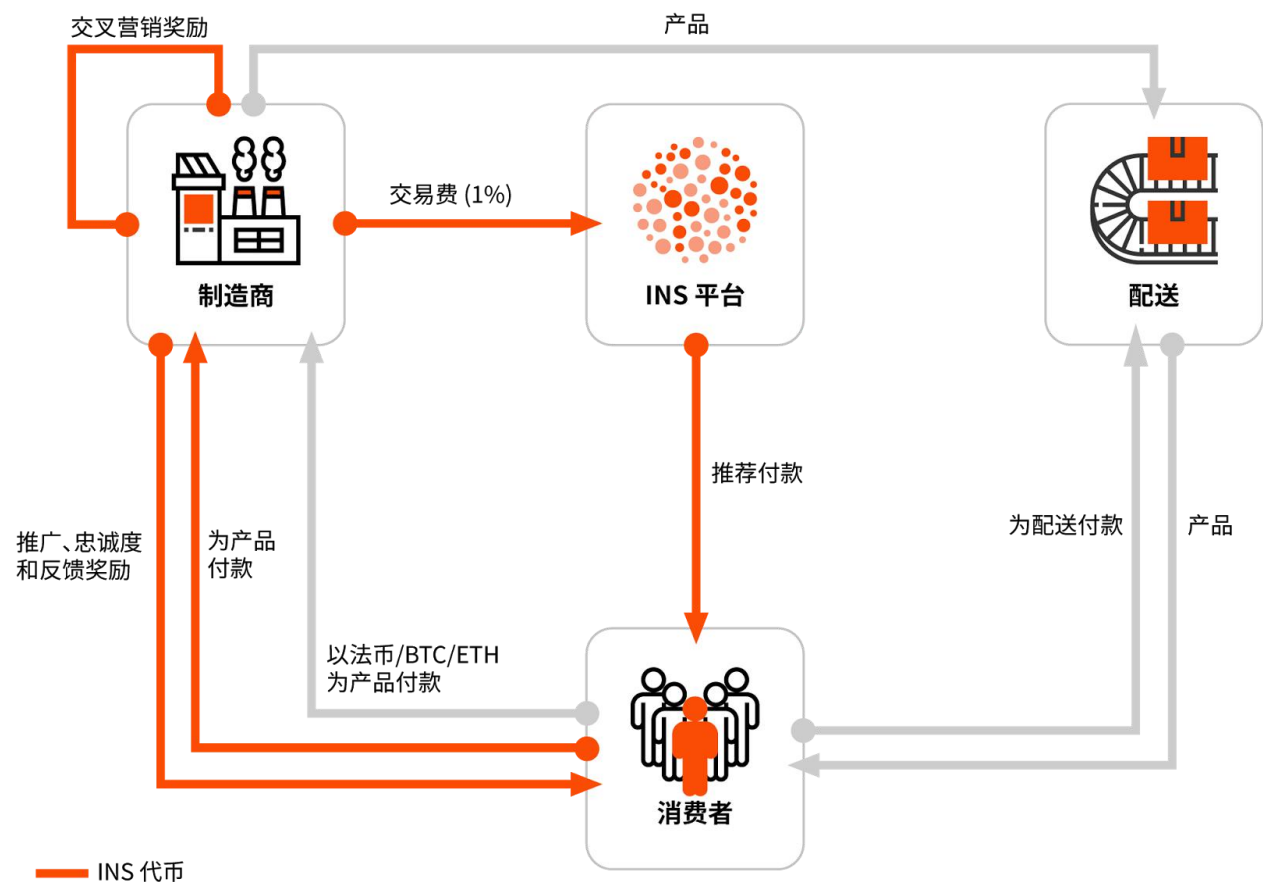 交叉营销奖励
产品
交易费 (1%)
制造商
INS 平台
配送
推荐付款
为配送付款
产品
推广、忠诚度
和反馈奖励
为产品
付款
以法币/BTC/ETH
为产品付款
消费者
INS 代币